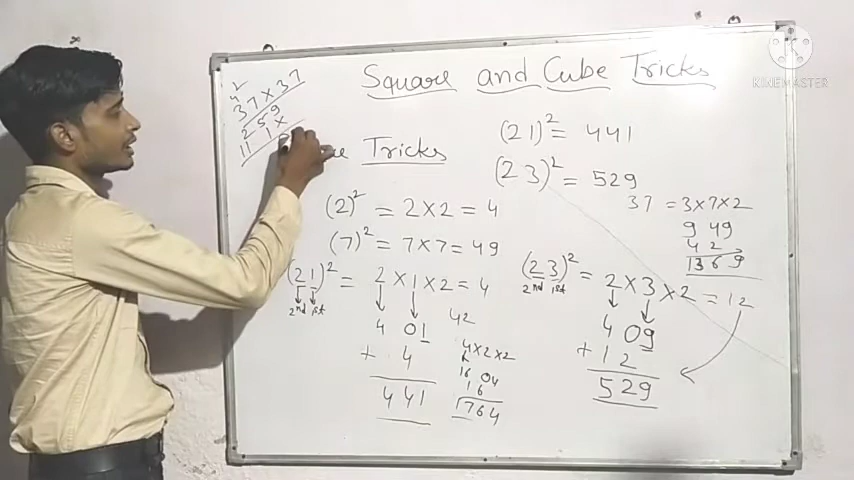 Square and Cube Tricks
2
4
37×37
259
11 1×
Tricks
(21)² = 441
(23)² = 529
37 = 3×7×2
9 49
42
1369
(2)² = 2×2 = 4
(7)² = 7×7 = 49
(21)² = 2×1×2 = 4
2nd 1st
4 01
+ 4
441
42
4×2×2
16 04
16
1764
(23)² = 2×3×2 = 12
2nd 1st
4 09
+ 12
529
KINEMASTER